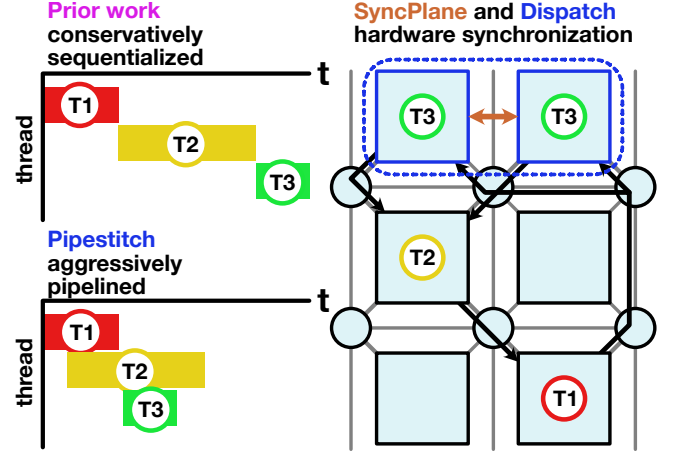 Prior work
conservatively
sequentialized
t
thread
T1
T2
T3
Pipestitch
aggressively
pipelined
t
thread
T1
T2
T3
SyncPlane and Dispatch
hardware synchronization
T3
T3
T2
T1